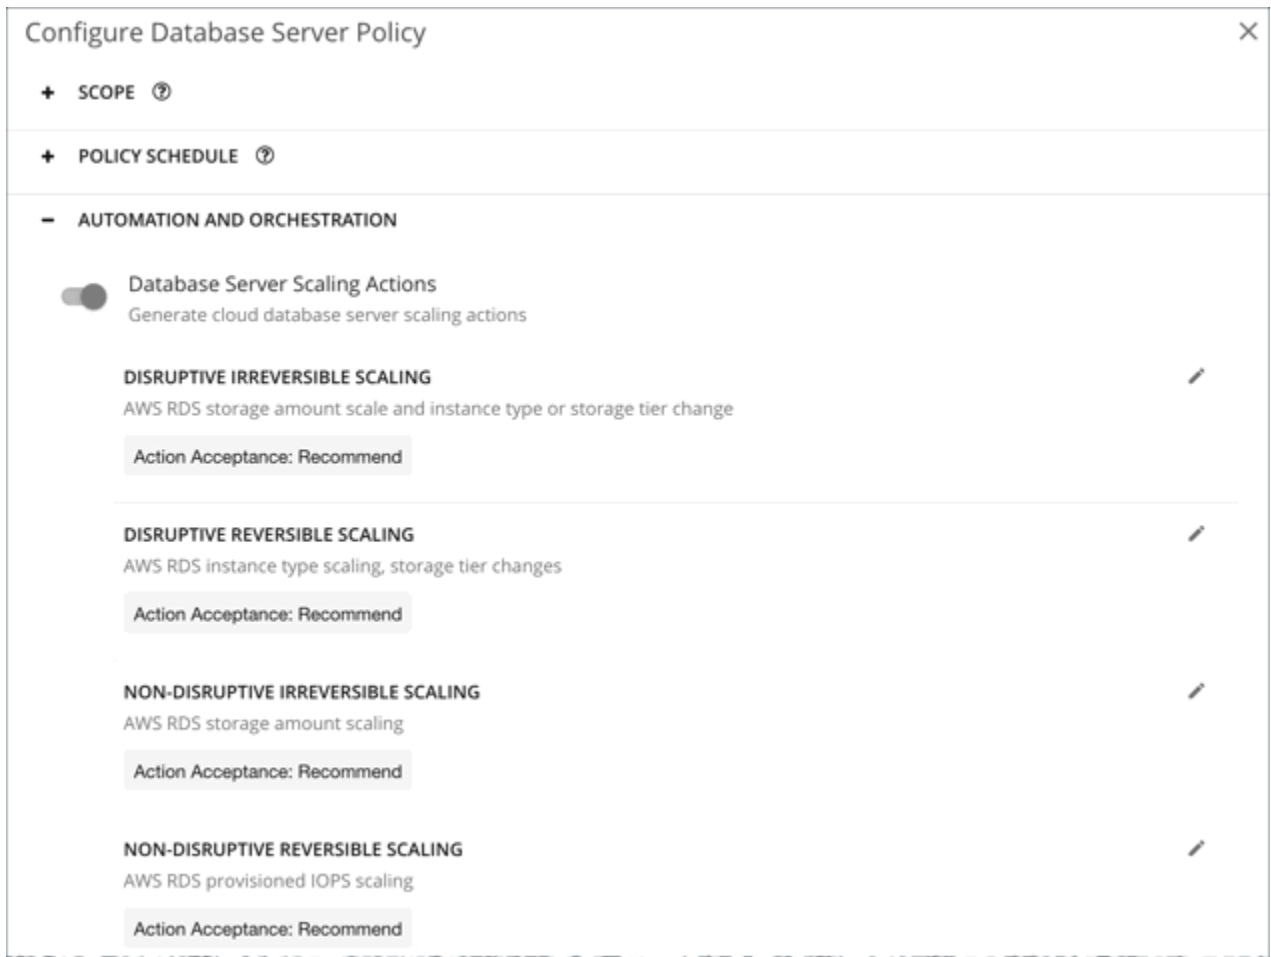 Configure Database Server Policy
SCOPE
POLICY SCHEDULE
AUTOMATION AND ORCHESTRATION
Database Server Scaling Actions
Generate cloud database server scaling actions
DISRUPTIVE IRREVERSIBLE SCALING
AWS RDS storage amount scale and instance type or storage tier change
Action Acceptance: Recommend
DISRUPTIVE REVERSIBLE SCALING
AWS RDS instance type scaling, storage tier changes
Action Acceptance: Recommend
NON-DISRUPTIVE IRREVERSIBLE SCALING
AWS RDS storage amount scaling
Action Acceptance: Recommend
NON-DISRUPTIVE REVERSIBLE SCALING
AWS RDS provisioned IOPS scaling
Action Acceptance: Recommend